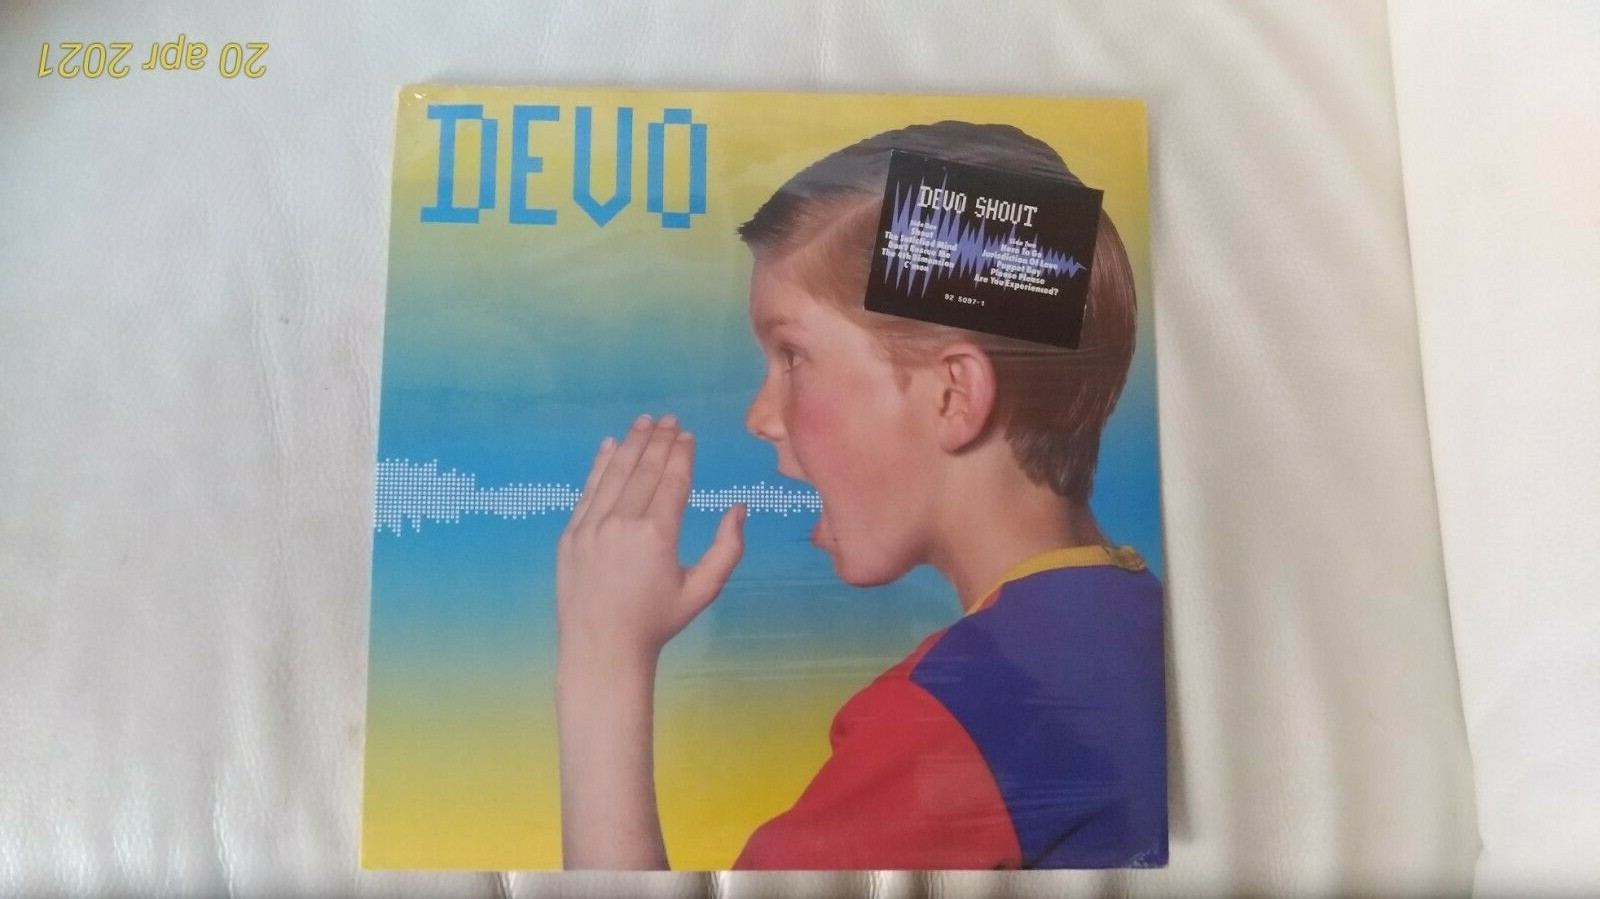 20 apr 2021
DEVO
DEVO SHOUT
Side One
Shout
The Satisfied Mind
Don't Rescue Me
The 4th Dimension
C'mon
Side Two
Here To Go
Jurisdiction Of Love
Puppet Boy
Please Please
Are You Experienced?
92 5097-1